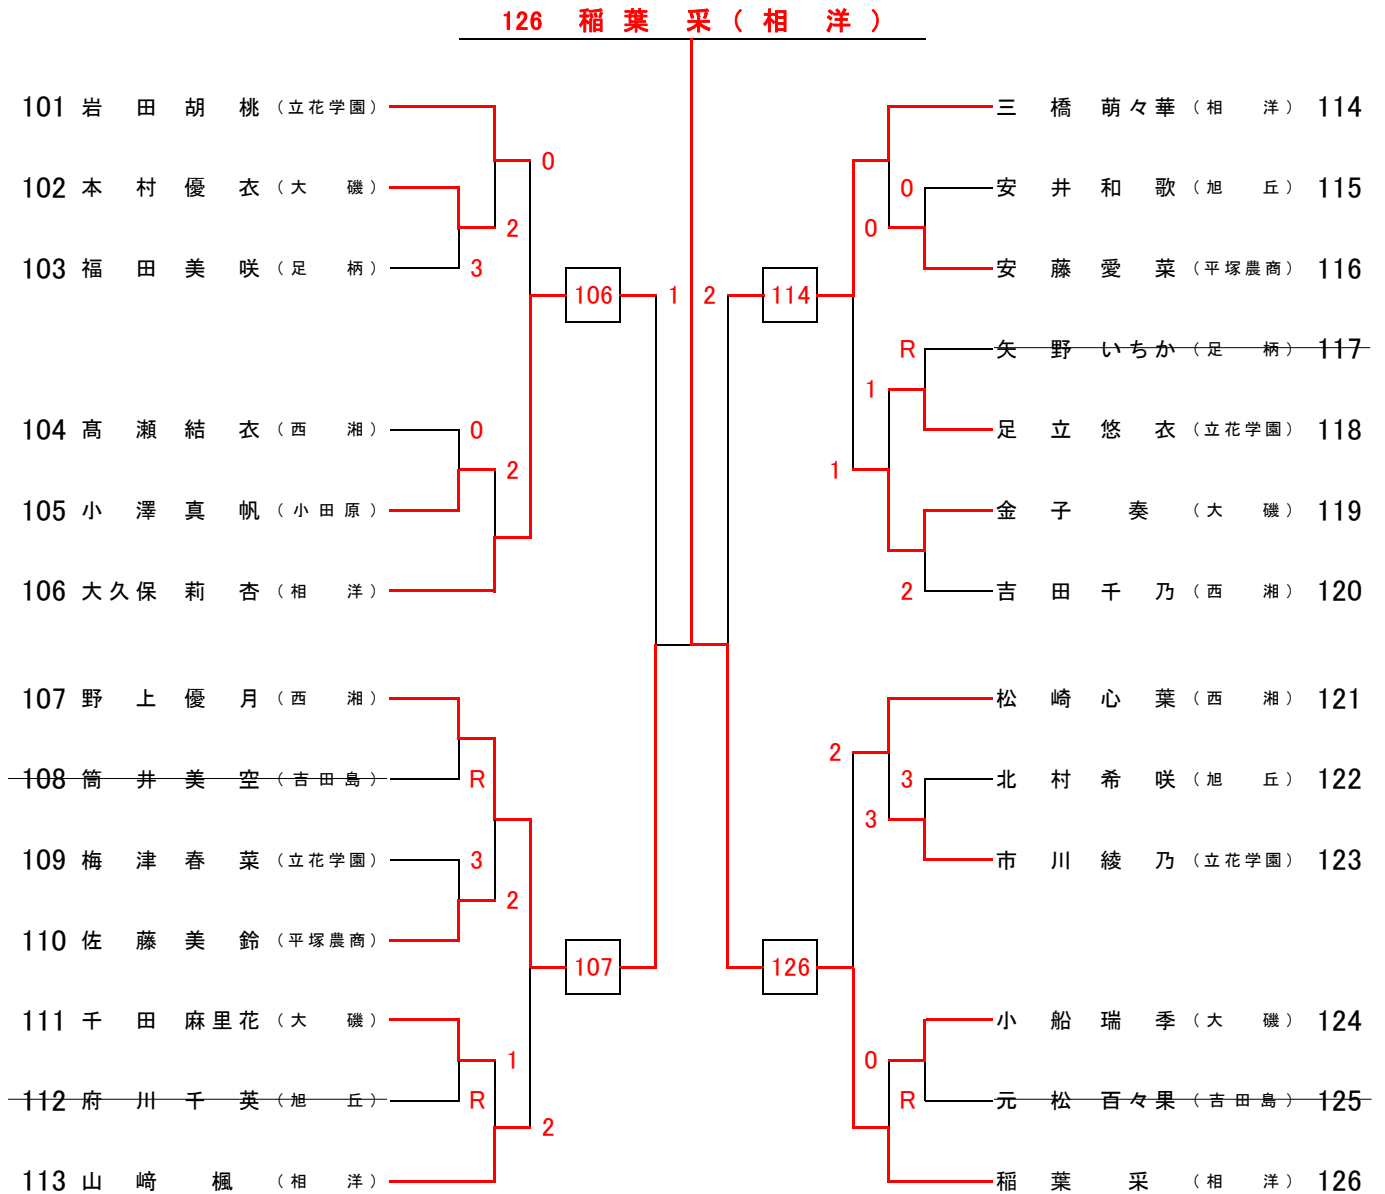 126 稲葉 采(相 洋)
101 岩田胡桃(立花学園)
0
102 本村優衣(大磯)
2
103 福田美咲(足柄)
3
106
1
104 髙瀬結衣(西湘)
0
2
105 小澤真帆(小田原)
106 大久保莉杏(相洋)
107 野上優月(西湘)
108 筒井美空(吉田島)
R
109 梅津春菜(立花学園)
3
2
110 佐藤美鈴(平塚農商)
107
111 千田麻里花(大磯)
1
112 府川千英(旭丘)
R
2
113 山﨑楓(相洋)
三橋萌々華(相洋) 114
0
安井和歌(旭丘) 115
0
安藤愛菜(平塚農商) 116
2
114
R
矢野いちか(足柄) 117
1
足立悠衣(立花学園) 118
1
金子奏(大磯) 119
2
吉田千乃(西湘) 120
松崎心葉(西湘) 121
2
3
北村希咲(旭丘) 122
3
市川綾乃(立花学園) 123
126
小船瑞季(大磯) 124
0
R
元松百々果(吉田島) 125
稲葉采(相洋) 126